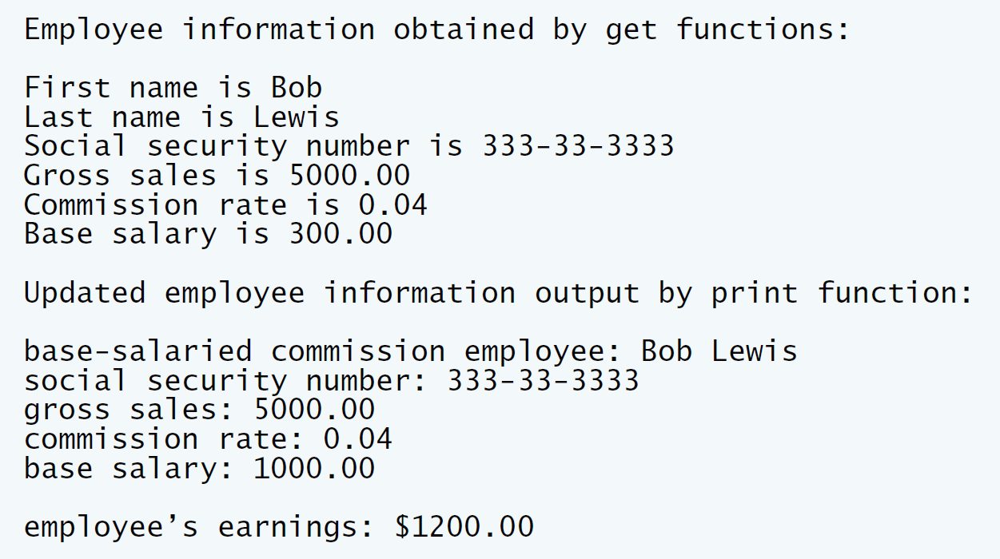 Employee information obtained by get functions:
First name is Bob
Last name is Lewis
Social security number is 333-33-3333
Gross sales is 5000.00
Commission rate is 0.04
Base salary is 300.00
Updated employee information output by print function:
base-salaried commission employee: Bob Lewis
social security number: 333-33-3333
gross sales: 5000.00
commission rate: 0.04
base salary: 1000.00
employee’s earnings: $1200.00